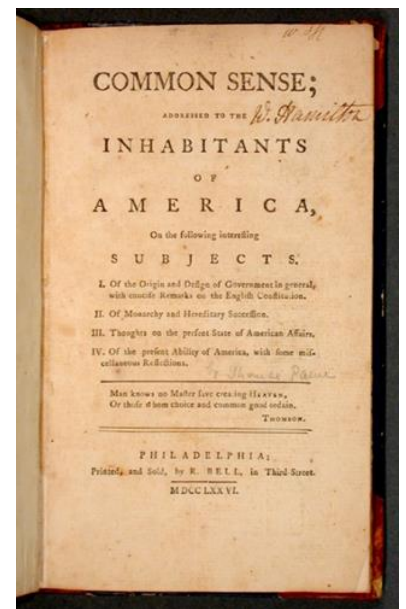 COMMON SENSE;
ADDRESSED TO THE
W. Hamilton
INHABITANTS
OF
AMERICA,
On the following intereſting
SUBJECTS.
I. Of the Origin and Deſign of Government in general,
with conciſe Remarks on the Engliſh Conſtitution.
II. Of Monarchy and Hereditary Succeſſion.
III. Thoughts on the preſent State of American Affairs.
IV. Of the preſent Ability of America, with ſome miſ-
cellaneous Reflections.
Thomas Paine
Man knows no Maſter ſave creating HEAVEN,
Or thoſe whom choice and common good ordain.
THOMSON.
PHILADELPHIA:
Printed, and Sold, by R. BELL, in Third-Street.
MDCCLXXVI.